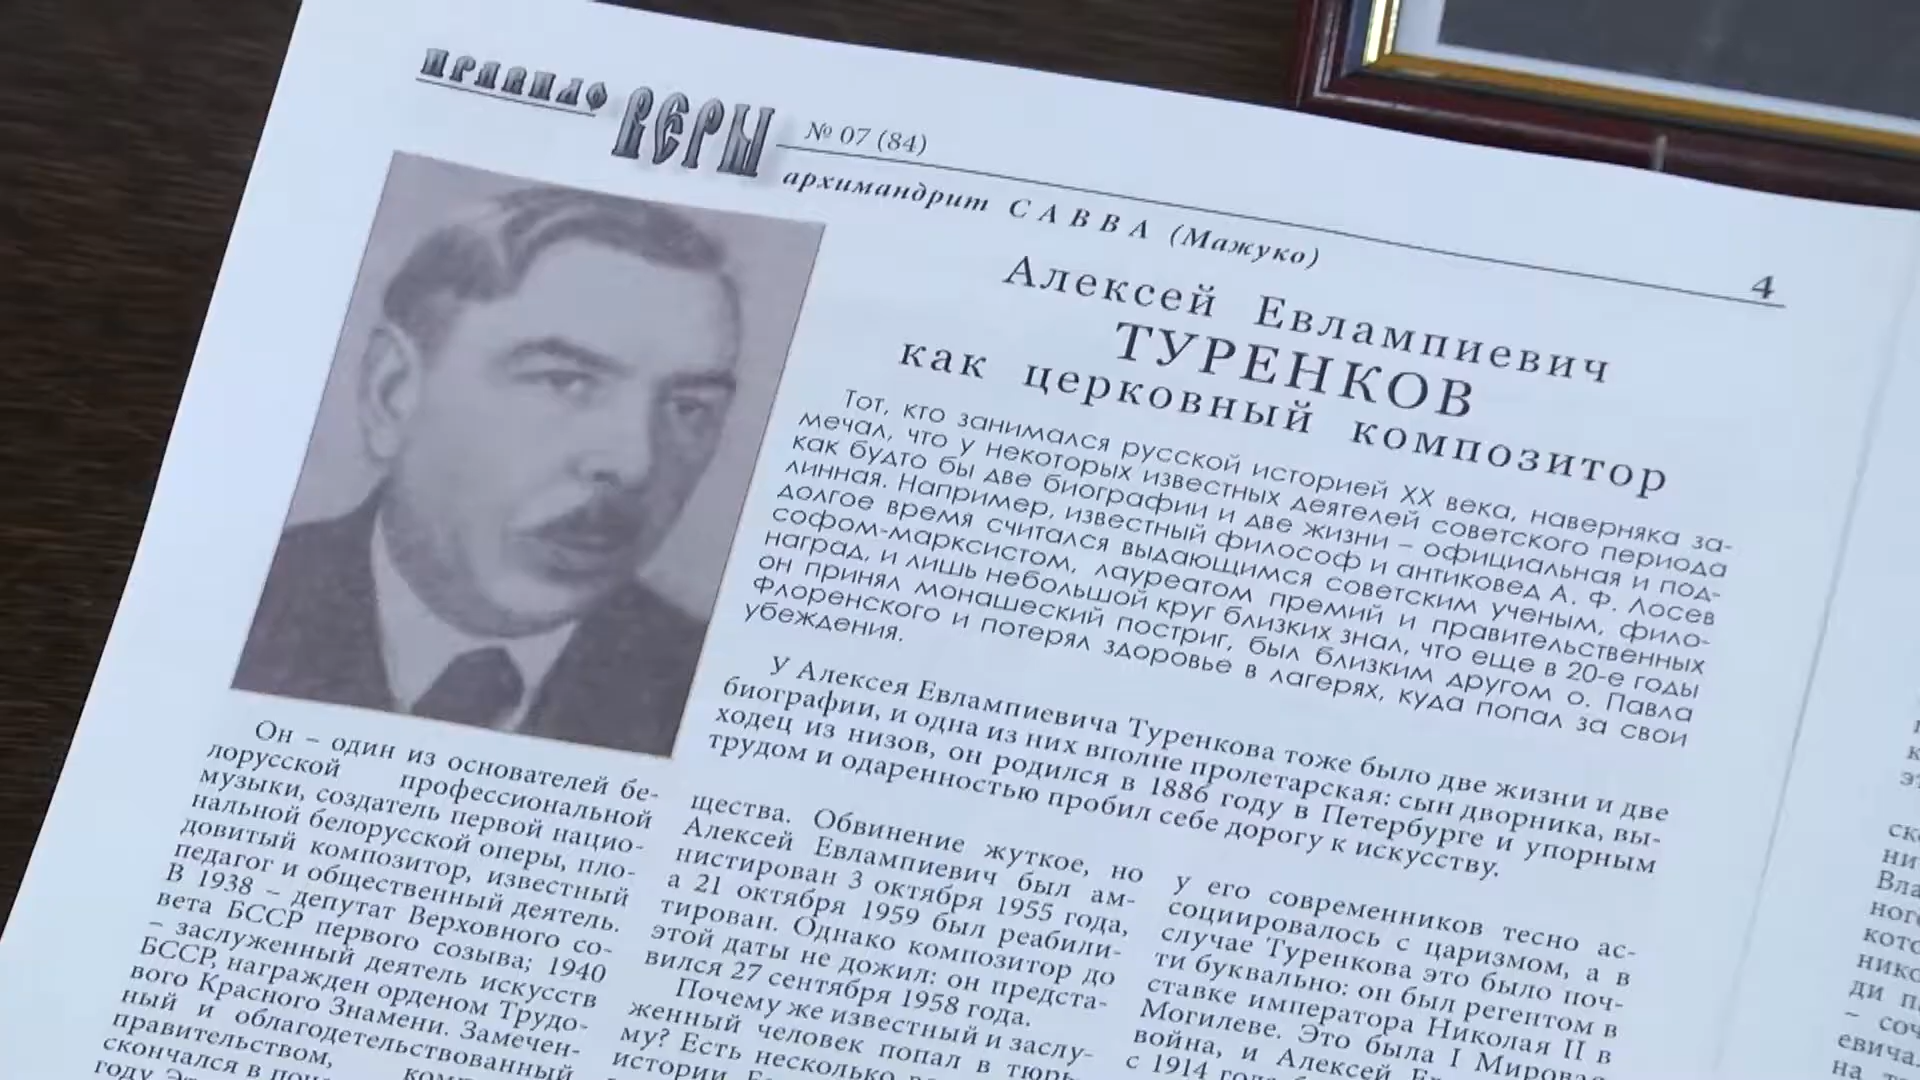 ПРАВИЛО ВЕРЫ № 07 (84)
архимандрит САВВА (Мажуко)
4
Алексей Евлампиевич
ТУРЕНКОВ
как церковный композитор
Тот, кто занимался русской историей XX века, наверняка за-
мечал, что у некоторых известных деятелей советского периода
как будто бы две биографии и две жизни – официальная и под-
линная. Например, известный философ и антиковед А. Ф. Лосев
долгое время считался выдающимся советским ученым, фило-
софом-марксистом, лауреатом премий и правительственных
наград, и лишь небольшой круг близких знал, что еще в 20-е годы
он принял монашеский постриг, был близким другом о. Павла
Флоренского и потерял здоровье в лагерях, куда попал за свои
убеждения.
У Алексея Евлампиевича Туренкова тоже было две жизни и две
биографии, и одна из них вполне пролетарская: сын дворника, вы-
ходец из низов, он родился в 1886 году в Петербурге и упорным
трудом и одаренностью пробил себе дорогу к искусству.
Он – один из основателей бе-
лорусской профессиональной
музыки, создатель первой нацио-
нальной белорусской оперы, пло-
довитый композитор, известный
педагог и общественный деятель.
В 1938 – депутат Верховного со-
вета БССР первого созыва; 1940
– заслуженный деятель искусств
БССР, награжден орденом Трудо-
вого Красного Знамени. Замечен-
ный и облагодетельствованный
правительством,
скончался в
году.
щества. Обвинение жуткое, но
Алексей Евлампиевич был ам-
нистирован 3 октября 1955 года,
а 21 октября 1959 был реабили-
тирован. Однако композитор до
этой даты не дожил: он предста-
вился 27 сентября 1958 года.
Почему же известный и заслу-
женный человек попал в
му? Есть несколько
истории
у его современников тесно ас-
социировалось с царизмом, а в
случае Туренкова это было поч-
ти буквально: он был регентом в
ставке императора Николая II в
Могилеве. Это была I Мировая
война, и Алексей
с 1914